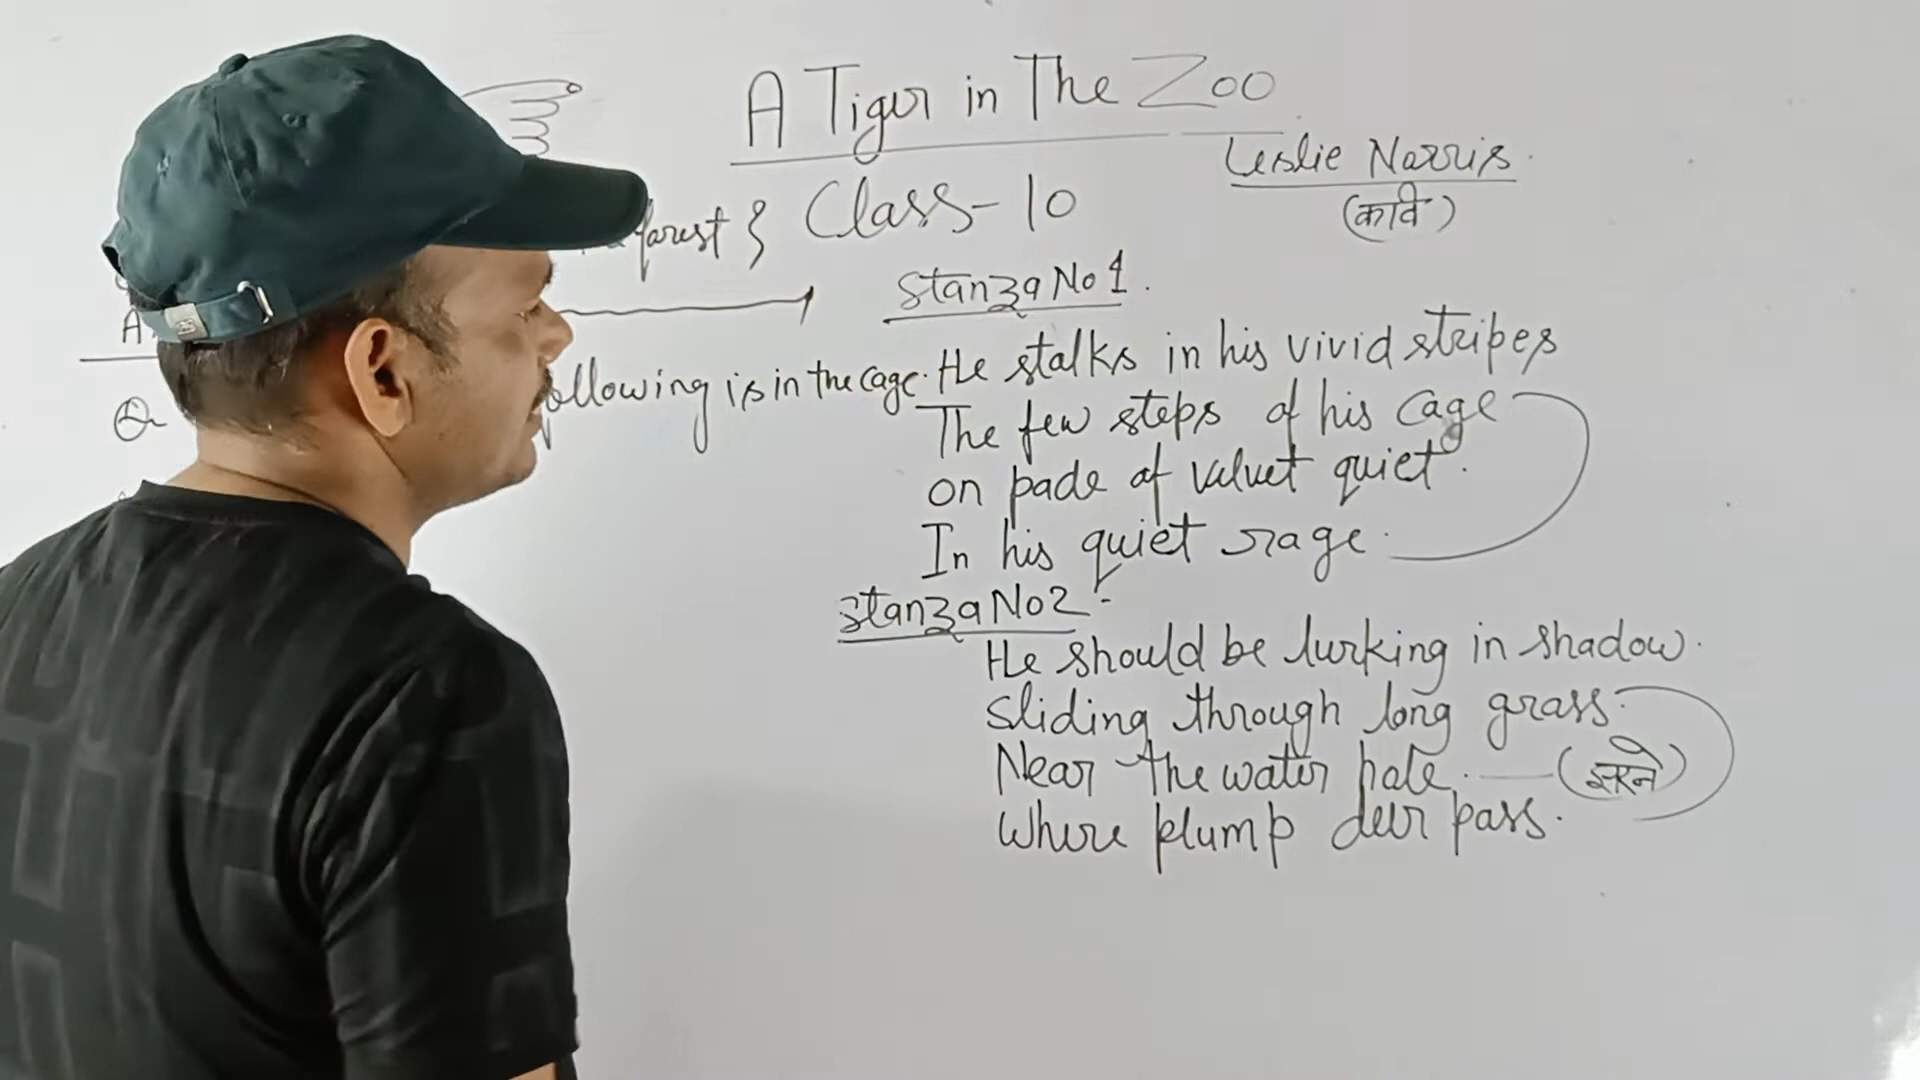 A Tiger in The Zoo
Leslie Norris
(कवि)
forest } Class-10
Stanza No 1.
A
Q ollowing is in the cage.
He stalks in his vivid stripes
The few steps of his cage
on pade of velvet quiet.
In his quiet rage.
Stanza No 2 -
He should be lurking in shadow.
Sliding through long grass.
Near the water hole. — (झरने)
Where plump deer pass.